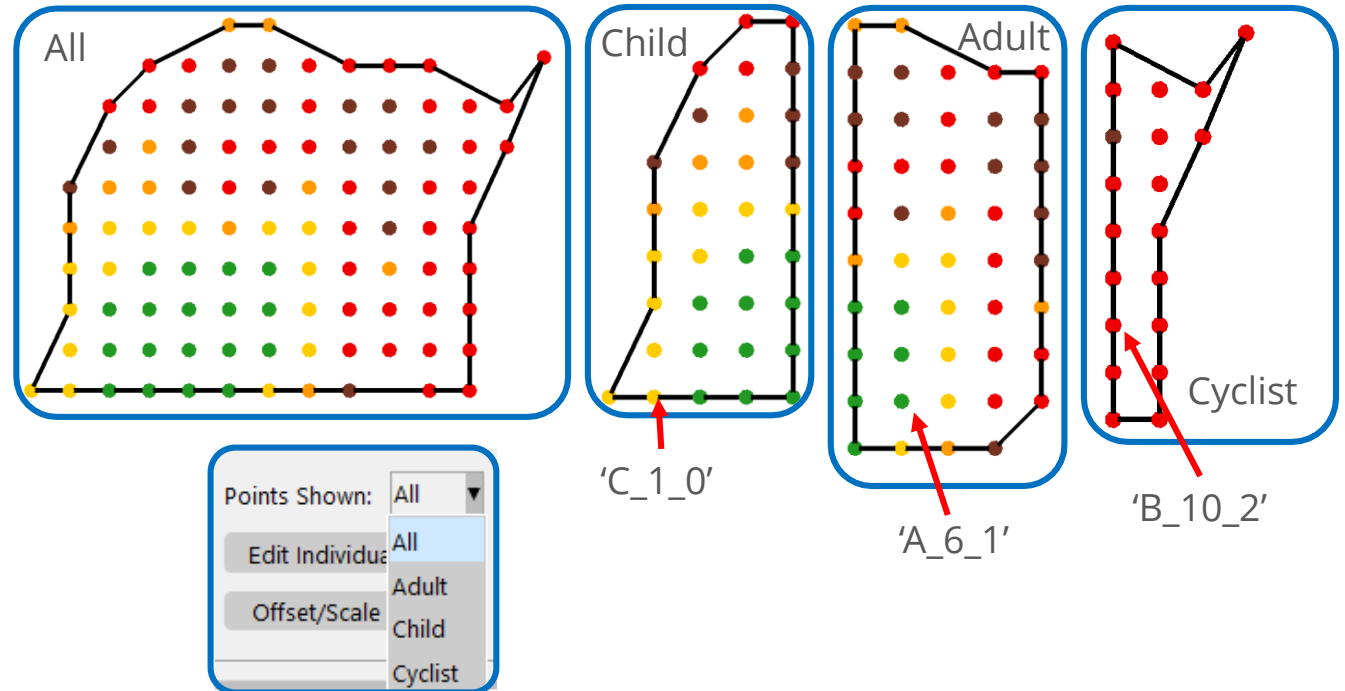 All
Child
Adult
Cyclist
‘C_1_0’
‘A_6_1’
‘B_10_2’
Points Shown: All
All
Edit Individua
Adult
Offset/Scale
Child
Cyclist